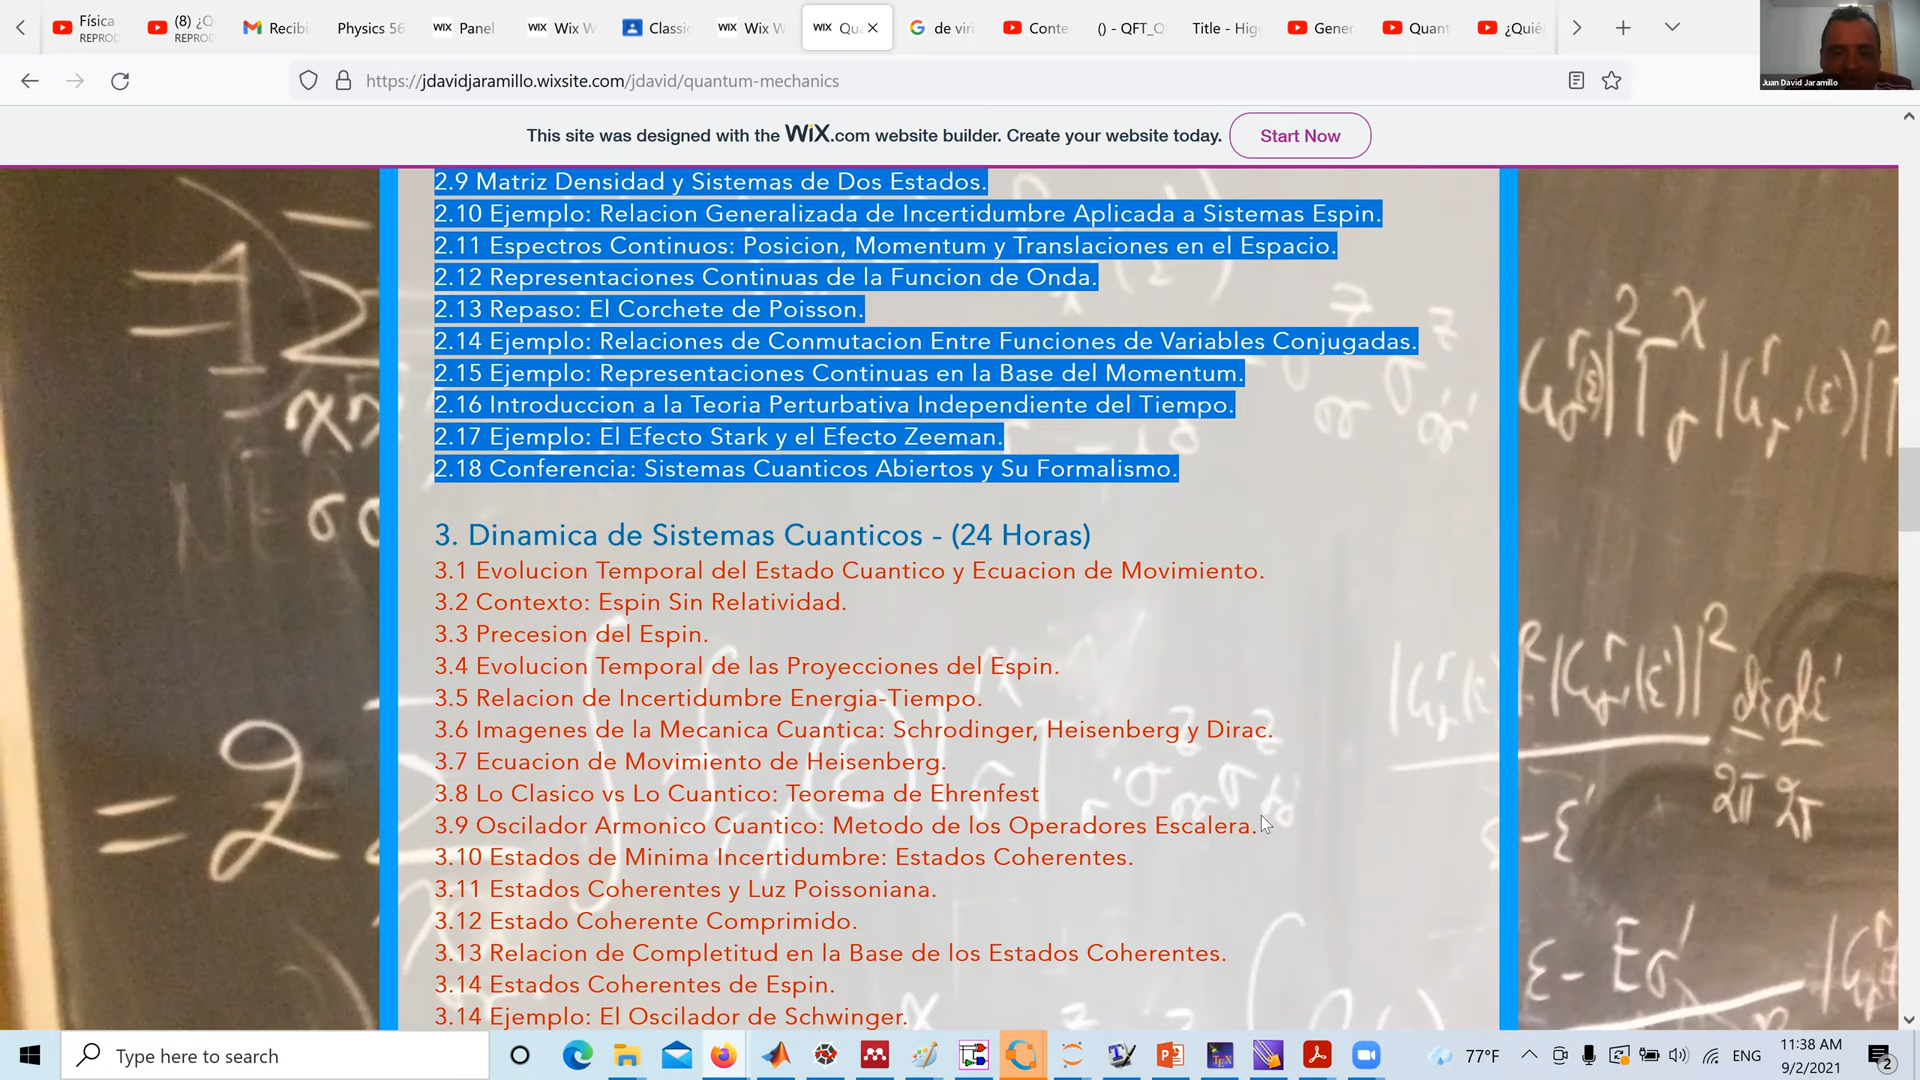 Física
REPROD
(8) ¿Q
REPROD
Recibi
Physics 56
WIX Panel
WIX Wix W
Classic
WIX Wix W
WIX Qu
de viri
Conte
() - QFT_Q
Title - Hig
Gener
Quant
¿Quié
https://jdavidjaramillo.wixsite.com/jdavid/quantum-mechanics
Juan David Jaramillo
This site was designed with the WiX.com website builder. Create your website today.
Start Now
2.9 Matriz Densidad y Sistemas de Dos Estados.
2.10 Ejemplo: Relacion Generalizada de Incertidumbre Aplicada a Sistemas Espin.
2.11 Espectros Continuos: Posicion, Momentum y Translaciones en el Espacio.
2.12 Representaciones Continuas de la Funcion de Onda.
2.13 Repaso: El Corchete de Poisson.
2.14 Ejemplo: Relaciones de Conmutacion Entre Funciones de Variables Conjugadas.
2.15 Ejemplo: Representaciones Continuas en la Base del Momentum.
2.16 Introduccion a la Teoria Perturbativa Independiente del Tiempo.
2.17 Ejemplo: El Efecto Stark y el Efecto Zeeman.
2.18 Conferencia: Sistemas Cuanticos Abiertos y Su Formalismo.
3. Dinamica de Sistemas Cuanticos - (24 Horas)
3.1 Evolucion Temporal del Estado Cuantico y Ecuacion de Movimiento.
3.2 Contexto: Espin Sin Relatividad.
3.3 Precesion del Espin.
3.4 Evolucion Temporal de las Proyecciones del Espin.
3.5 Relacion de Incertidumbre Energia-Tiempo.
3.6 Imagenes de la Mecanica Cuantica: Schrodinger, Heisenberg y Dirac.
3.7 Ecuacion de Movimiento de Heisenberg.
3.8 Lo Clasico vs Lo Cuantico: Teorema de Ehrenfest
3.9 Oscilador Armonico Cuantico: Metodo de los Operadores Escalera.
3.10 Estados de Minima Incertidumbre: Estados Coherentes.
3.11 Estados Coherentes y Luz Poissoniana.
3.12 Estado Coherente Comprimido.
3.13 Relacion de Completitud en la Base de los Estados Coherentes.
3.14 Estados Coherentes de Espin.
3.14 Ejemplo: El Oscilador de Schwinger.
Type here to search
77°F
ENG
11:38 AM
9/2/2021
2